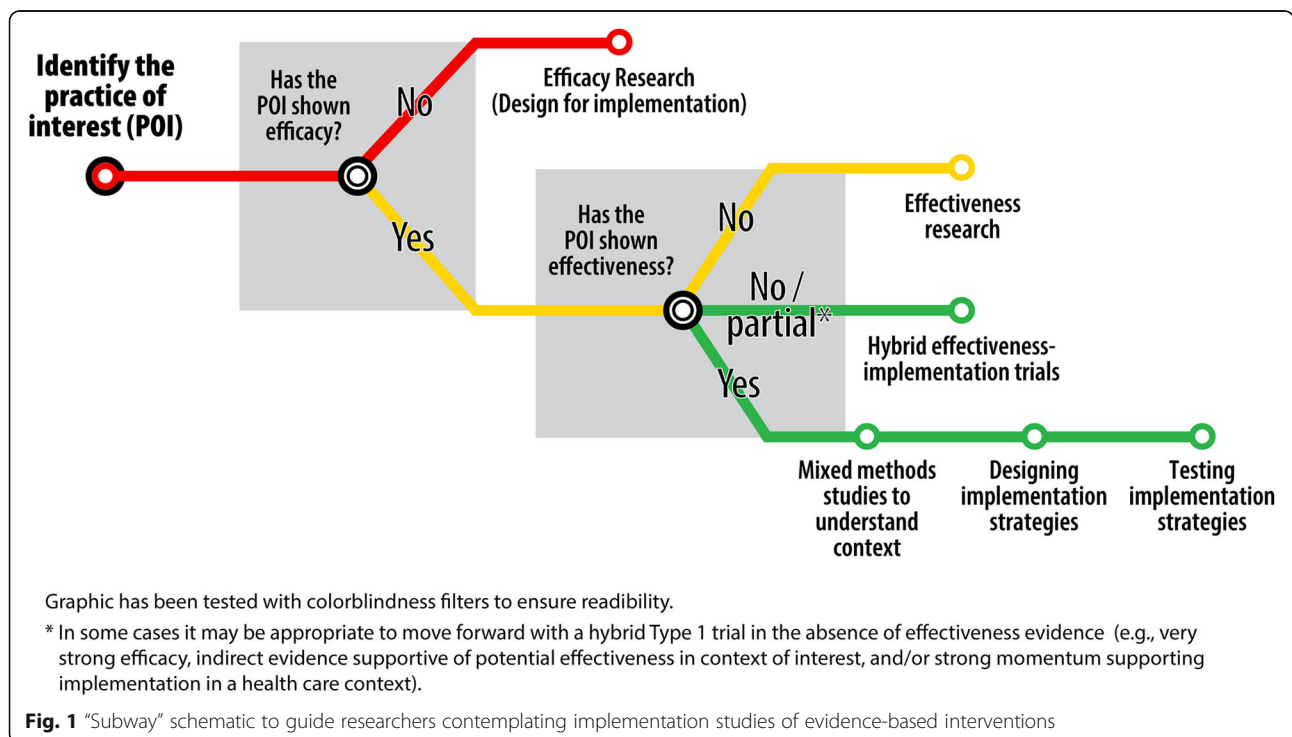 Identify the
practice of
interest (POI)
Has the
POI shown
efficacy?
No
Yes
Efficacy Research
(Design for implementation)
Has the
POI shown
effectiveness?
No
No /
partial*
Yes
Effectiveness
research
Hybrid effectiveness-
implementation trials
Mixed methods
studies to
understand
context
Designing
implementation
strategies
Testing
implementation
strategies
Graphic has been tested with colorblindness filters to ensure readibility.
* In some cases it may be appropriate to move forward with a hybrid Type 1 trial in the absence of effectiveness evidence (e.g., very
strong efficacy, indirect evidence supportive of potential effectiveness in context of interest, and/or strong momentum supporting
implementation in a health care context).
Fig. 1 "Subway" schematic to guide researchers contemplating implementation studies of evidence-based interventions